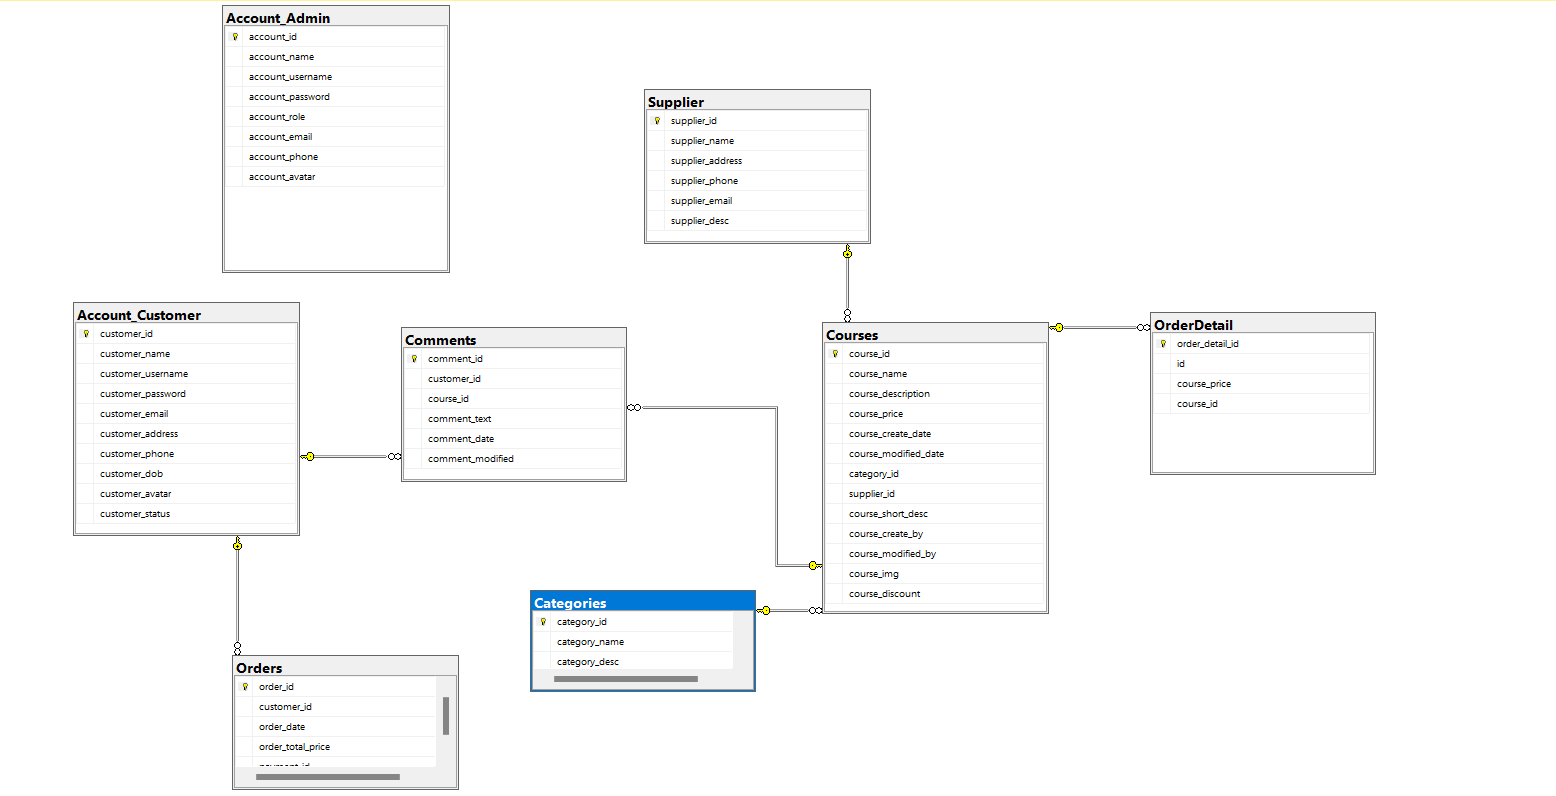 Account_Admin
account_id
account_name
account_username
account_password
account_role
account_email
account_phone
account_avatar
Supplier
supplier_id
supplier_name
supplier_address
supplier_phone
supplier_email
supplier_desc
Account_Customer
customer_id
customer_name
customer_username
customer_password
customer_email
customer_address
customer_phone
customer_dob
customer_avatar
customer_status
Comments
comment_id
customer_id
course_id
comment_text
comment_date
comment_modified
Courses
course_id
course_name
course_description
course_price
course_create_date
course_modified_date
category_id
supplier_id
course_short_desc
course_create_by
course_modified_by
course_img
course_discount
OrderDetail
order_detail_id
id
course_price
course_id
Categories
category_id
category_name
category_desc
Orders
order_id
customer_id
order_date
order_total_price